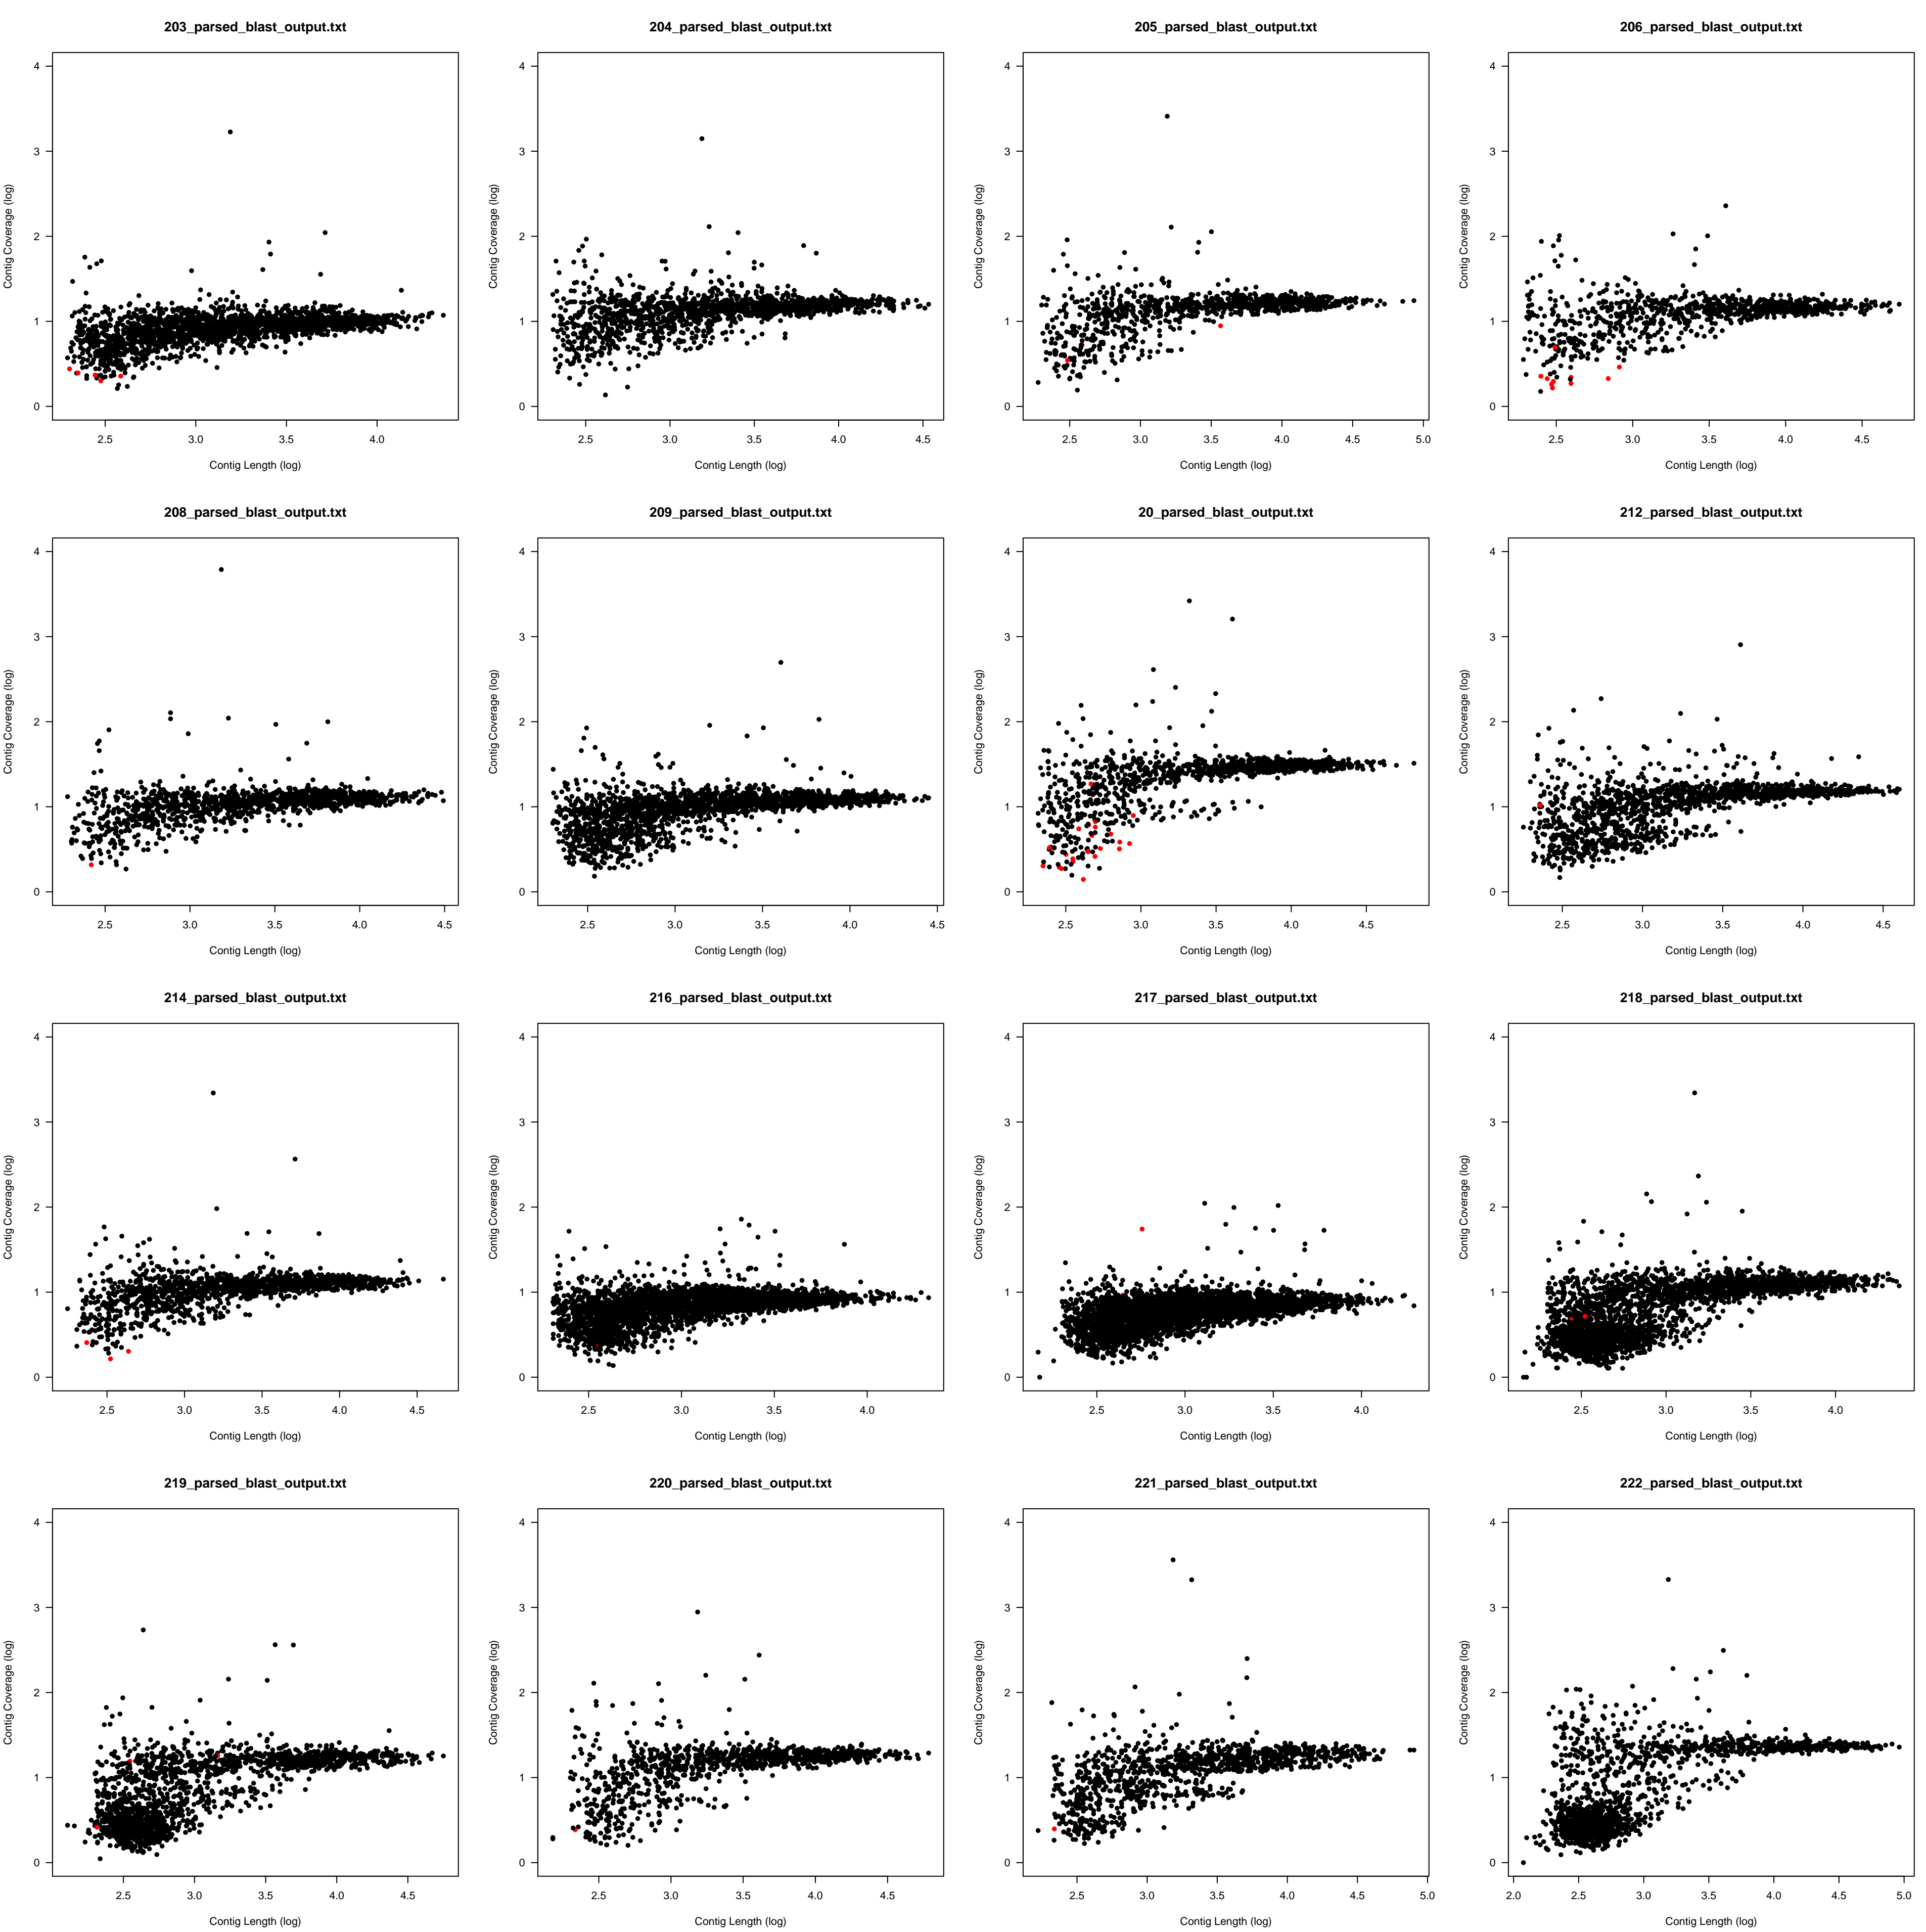 203_parsed_blast_output.txt
Contig Coverage (log)
4
3
2
1
0
2.5 3.0 3.5 4.0
Contig Length (log)
204_parsed_blast_output.txt
Contig Coverage (log)
4
3
2
1
0
2.5 3.0 3.5 4.0 4.5
Contig Length (log)
205_parsed_blast_output.txt
Contig Coverage (log)
4
3
2
1
0
2.5 3.0 3.5 4.0 4.5 5.0
Contig Length (log)
206_parsed_blast_output.txt
Contig Coverage (log)
4
3
2
1
0
2.5 3.0 3.5 4.0 4.5
Contig Length (log)
208_parsed_blast_output.txt
Contig Coverage (log)
4
3
2
1
0
2.5 3.0 3.5 4.0 4.5
Contig Length (log)
209_parsed_blast_output.txt
Contig Coverage (log)
4
3
2
1
0
2.5 3.0 3.5 4.0 4.5
Contig Length (log)
20_parsed_blast_output.txt
Contig Coverage (log)
4
3
2
1
0
2.5 3.0 3.5 4.0 4.5
Contig Length (log)
212_parsed_blast_output.txt
Contig Coverage (log)
4
3
2
1
0
2.5 3.0 3.5 4.0 4.5
Contig Length (log)
214_parsed_blast_output.txt
Contig Coverage (log)
4
3
2
1
0
2.5 3.0 3.5 4.0 4.5
Contig Length (log)
216_parsed_blast_output.txt
Contig Coverage (log)
4
3
2
1
0
2.5 3.0 3.5 4.0
Contig Length (log)
217_parsed_blast_output.txt
Contig Coverage (log)
4
3
2
1
0
2.5 3.0 3.5 4.0
Contig Length (log)
218_parsed_blast_output.txt
Contig Coverage (log)
4
3
2
1
0
2.5 3.0 3.5 4.0
Contig Length (log)
219_parsed_blast_output.txt
Contig Coverage (log)
4
3
2
1
0
2.5 3.0 3.5 4.0 4.5
Contig Length (log)
220_parsed_blast_output.txt
Contig Coverage (log)
4
3
2
1
0
2.5 3.0 3.5 4.0 4.5
Contig Length (log)
221_parsed_blast_output.txt
Contig Coverage (log)
4
3
2
1
0
2.5 3.0 3.5 4.0 4.5 5.0
Contig Length (log)
222_parsed_blast_output.txt
Contig Coverage (log)
4
3
2
1
0
2.0 2.5 3.0 3.5 4.0 4.5 5.0
Contig Length (log)